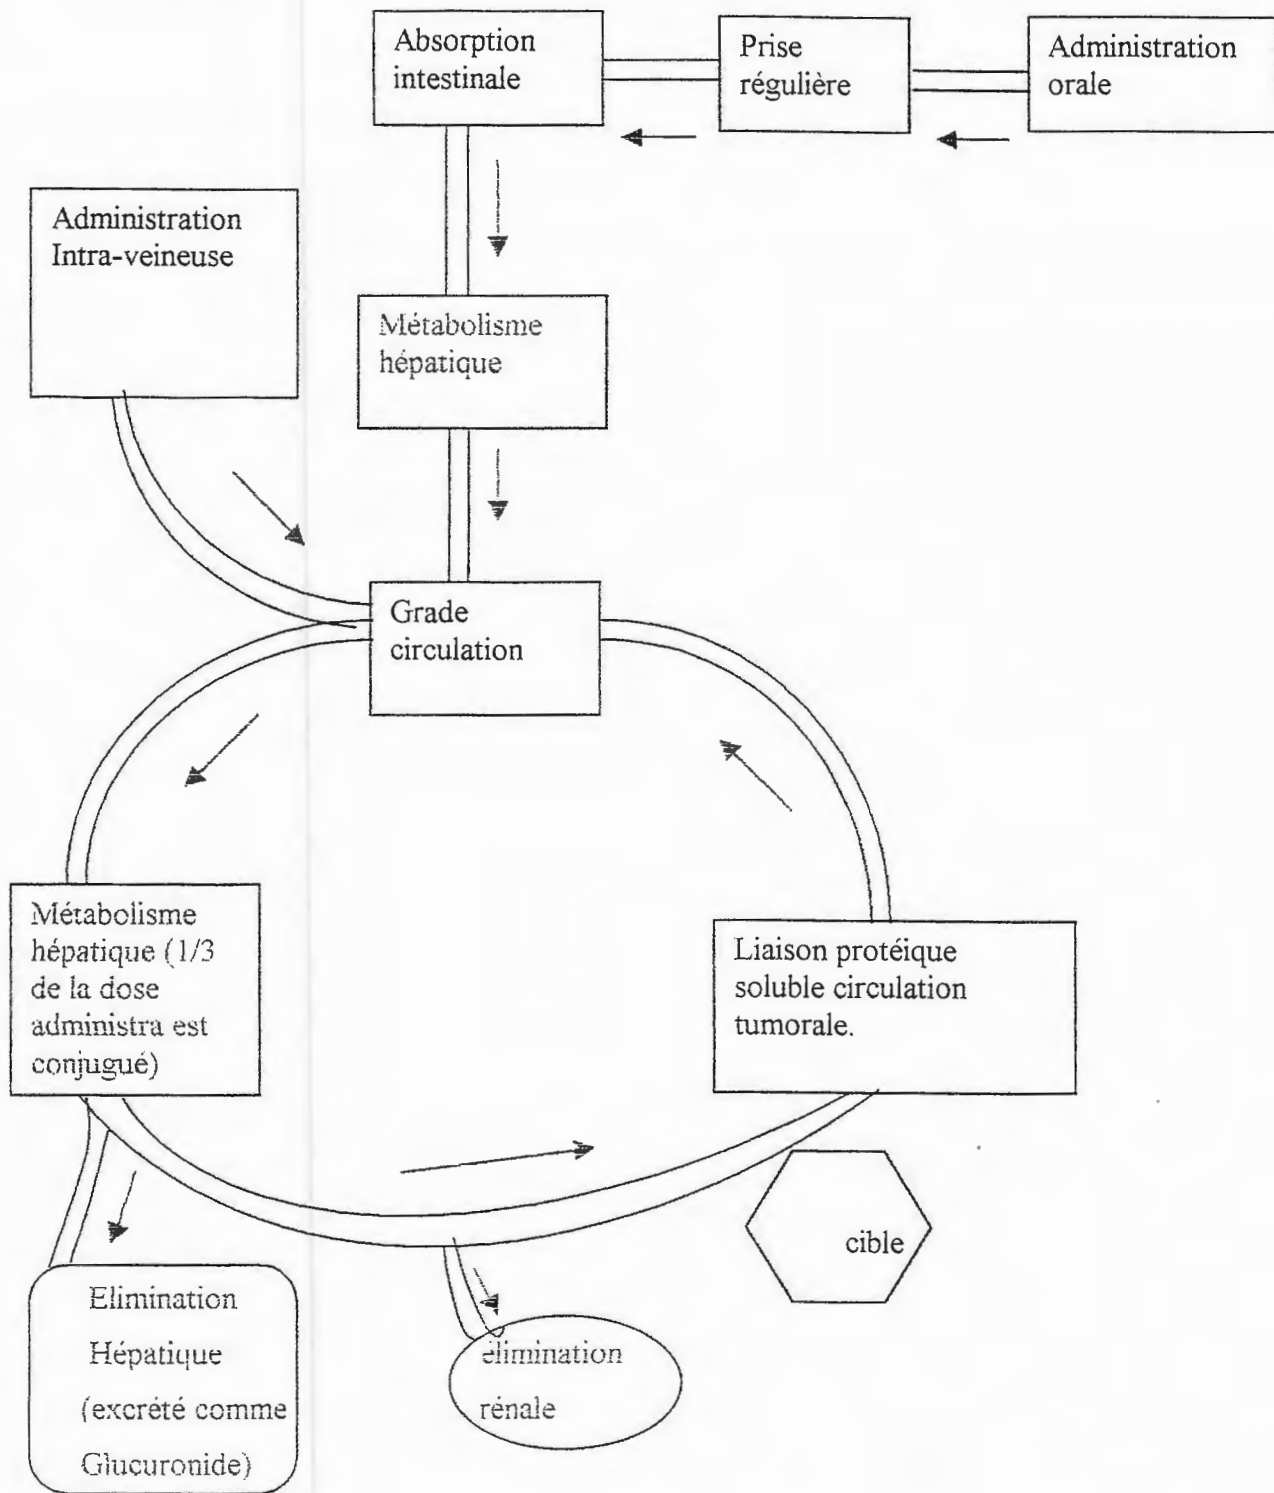 Absorption
intestinale
Prise
régulière
Administration
orale
Administration
Intra-veineuse
Métabolisme
hépatique
Grade
circulation
Métabolisme
hépatique (1/3
de la dose
administra est
conjugué)
Liaison protéique
soluble circulation
tumorale.
cible
Elimination
Hépatique
(excrété comme
Glucuronide)
élimination
rénale